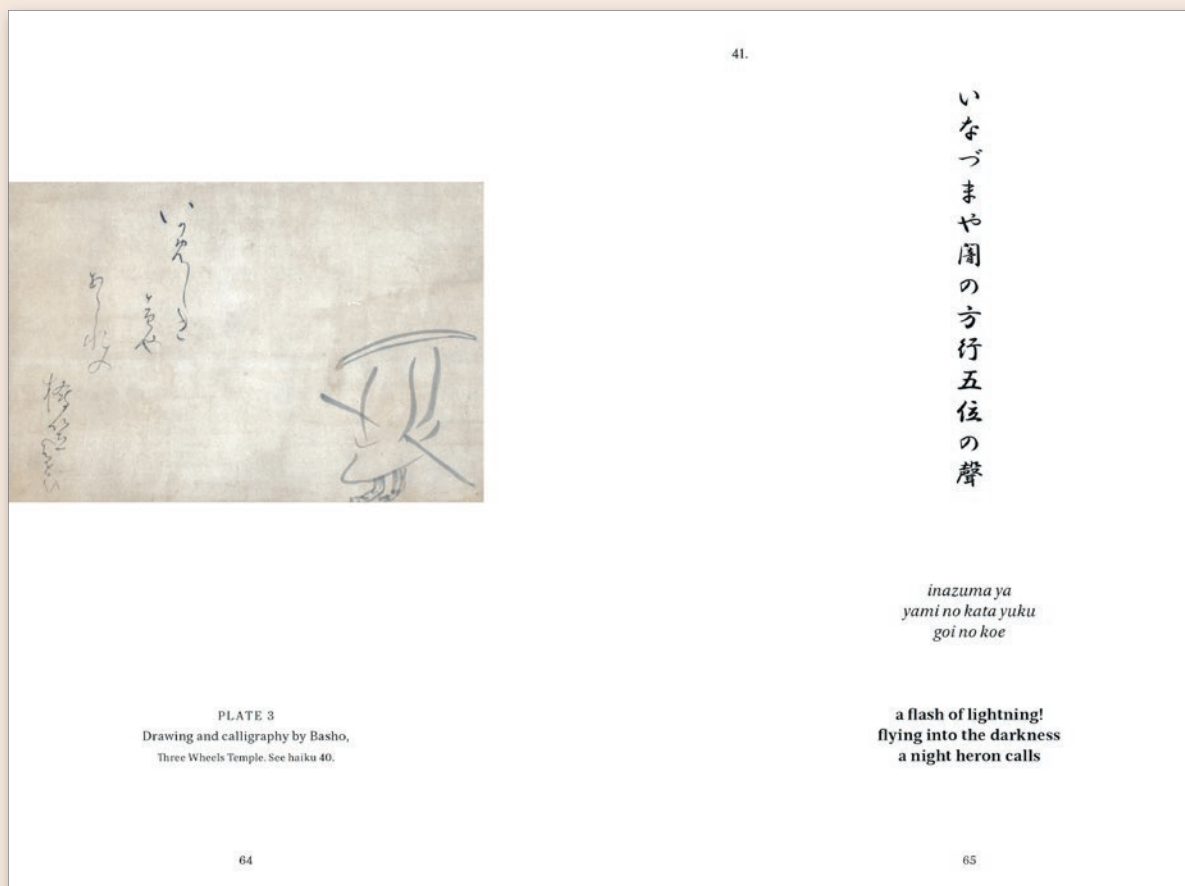 PLATE 3
Drawing and calligraphy by Basho,
Three Wheels Temple. See haiku 40.
64
41.
いなづまや闇の方行五位の聲
inazuma ya
yami no kata yuku
goi no koe
a flash of lightning!
flying into the darkness
a night heron calls
65